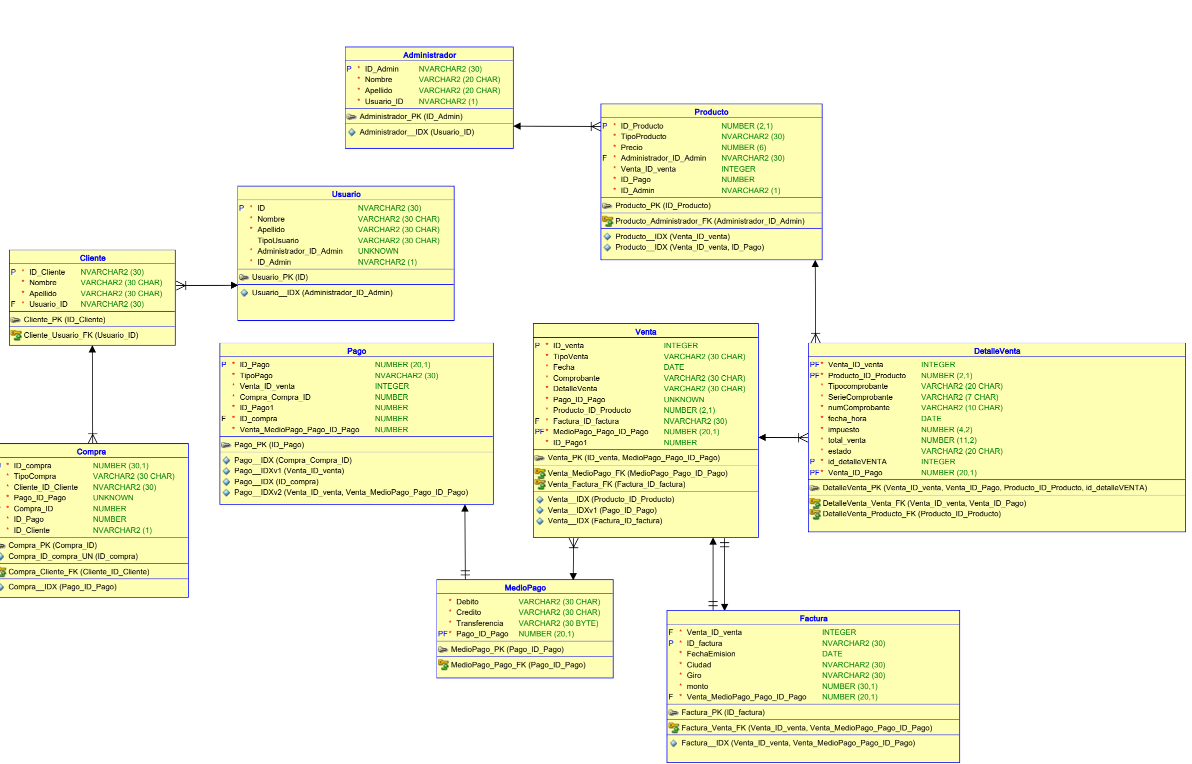 Administrador
P * ID_Admin NVARCHAR2 (30)
* Nombre VARCHAR2 (20 CHAR)
* Apellido VARCHAR2 (20 CHAR)
* Usuario_ID NVARCHAR2 (1)
Administrador_PK (ID_Admin)
Administrador__IDX (Usuario_ID)
Producto
P * ID_Producto NUMBER (2,1)
* TipoProducto NVARCHAR2 (30)
* Precio NUMBER (6)
F * Administrador_ID_Admin NVARCHAR2 (30)
* Venta_ID_venta INTEGER
* ID_Pago NUMBER
* ID_Admin NVARCHAR2 (1)
Producto_PK (ID_Producto)
Producto_Administrador_FK (Administrador_ID_Admin)
Producto__IDX (Venta_ID_venta)
Producto__IDX (Venta_ID_venta, ID_Pago)
Usuario
P * ID NVARCHAR2 (30)
* Nombre VARCHAR2 (30 CHAR)
* Apellido VARCHAR2 (30 CHAR)
TipoUsuario VARCHAR2 (30 CHAR)
* Administrador_ID_Admin UNKNOWN
* ID_Admin NVARCHAR2 (1)
Usuario_PK (ID)
Usuario__IDX (Administrador_ID_Admin)
Cliente
P * ID_Cliente NVARCHAR2 (30)
* Nombre VARCHAR2 (30 CHAR)
* Apellido VARCHAR2 (30 CHAR)
F * Usuario_ID NVARCHAR2 (30)
Cliente_PK (ID_Cliente)
Cliente_Usuario_FK (Usuario_ID)
Pago
P * ID_Pago NUMBER (20,1)
* TipoPago NVARCHAR2 (30)
* Venta_ID_venta INTEGER
* Compra_Compra_ID NUMBER
* ID_Pago1 NUMBER
F * ID_compra NUMBER
* Venta_MedioPago_Pago_ID_Pago NUMBER
Pago_PK (ID_Pago)
Pago__IDX (Compra_Compra_ID)
Pago__IDXv1 (Venta_ID_venta)
Pago__IDX (ID_compra)
Pago__IDXv2 (Venta_ID_venta, Venta_MedioPago_Pago_ID_Pago)
Venta
P * ID_venta INTEGER
* TipoVenta VARCHAR2 (30 CHAR)
* Fecha DATE
* Comprobante VARCHAR2 (30 CHAR)
* DetalleVenta VARCHAR2 (30 CHAR)
* Pago_ID_Pago UNKNOWN
* Producto_ID_Producto NUMBER (2,1)
F * Factura_ID_factura NVARCHAR2 (30)
PF* MedioPago_Pago_ID_Pago NUMBER (20,1)
* ID_Pago1 NUMBER
Venta_PK (ID_venta, MedioPago_Pago_ID_Pago)
Venta_MedioPago_FK (MedioPago_Pago_ID_Pago)
Venta_Factura_FK (Factura_ID_factura)
Venta__IDX (Producto_ID_Producto)
Venta__IDXv1 (Pago_ID_Pago)
Venta__IDX (Factura_ID_factura)
DetalleVenta
PF* Venta_ID_venta INTEGER
PF* Producto_ID_Producto NUMBER (2,1)
* Tipocomprobante VARCHAR2 (20 CHAR)
* SerieComprobante VARCHAR2 (7 CHAR)
* numComprobante VARCHAR2 (10 CHAR)
* fecha_hora DATE
* impuesto NUMBER (4,2)
* total_venta NUMBER (11,2)
* estado VARCHAR2 (20 CHAR)
P * id_detalleVENTA INTEGER
PF* Venta_ID_Pago NUMBER (20,1)
DetalleVenta_PK (Venta_ID_venta, Venta_ID_Pago, Producto_ID_Producto, id_detalleVENTA)
DetalleVenta_Venta_FK (Venta_ID_venta, Venta_ID_Pago)
DetalleVenta_Producto_FK (Producto_ID_Producto)
Compra
* ID_compra NUMBER (30,1)
* TipoCompra VARCHAR2 (30 CHAR)
* Cliente_ID_Cliente NVARCHAR2 (30)
* Pago_ID_Pago UNKNOWN
* Compra_ID NUMBER
* ID_Pago NUMBER
* ID_Cliente NVARCHAR2 (1)
Compra_PK (Compra_ID)
Compra_ID_compra_UN (ID_compra)
Compra_Cliente_FK (Cliente_ID_Cliente)
Compra__IDX (Pago_ID_Pago)
MedioPago
* Debito VARCHAR2 (30 CHAR)
* Credito VARCHAR2 (30 CHAR)
* Transferencia VARCHAR2 (30 BYTE)
PF* Pago_ID_Pago NUMBER (20,1)
MedioPago_PK (Pago_ID_Pago)
MedioPago_Pago_FK (Pago_ID_Pago)
Factura
F * Venta_ID_venta INTEGER
P * ID_factura NVARCHAR2 (30)
* FechaEmision DATE
* Ciudad NVARCHAR2 (30)
* Giro NVARCHAR2 (30)
* monto NUMBER (30,1)
F * Venta_MedioPago_Pago_ID_Pago NUMBER (20,1)
Factura_PK (ID_factura)
Factura_Venta_FK (Venta_ID_venta, Venta_MedioPago_Pago_ID_Pago)
Factura__IDX (Venta_ID_venta, Venta_MedioPago_Pago_ID_Pago)